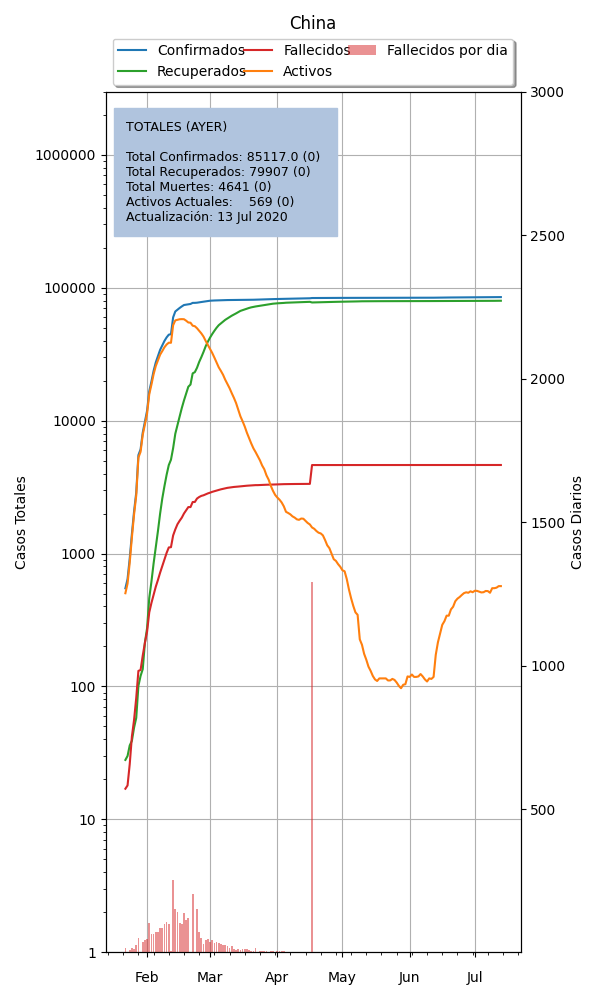 China
Confirmados Fallecidos Fallecidos por dia
Recuperados Activos
TOTALES (AYER)
Total Confirmados: 85117.0 (0)
Total Recuperados: 79907 (0)
Total Muertes: 4641 (0)
Activos Actuales: 569 (0)
Actualización: 13 Jul 2020
1000000
100000
10000
1000
100
10
1
Casos Totales
3000
2500
2000
1500
1000
500
Casos Diarios
Feb Mar Apr May Jun Jul